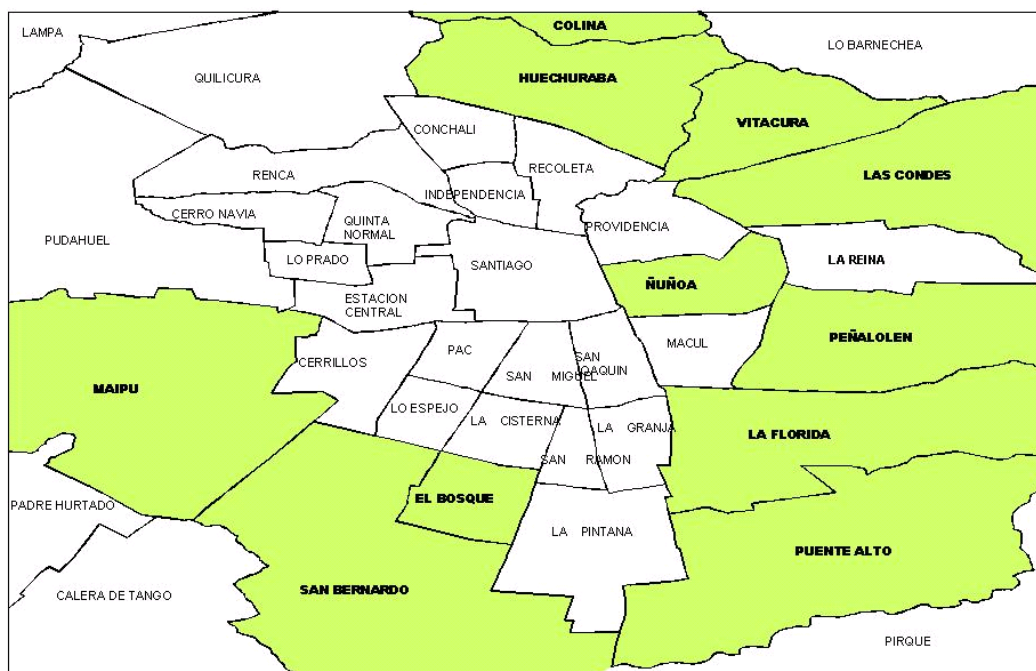 COLINA
LAMPA
LO BARNECHEA
QUILICURA
HUECHURABA
VITACURA
CONCHALI
RECOLETA
RENCA
LAS CONDES
INDEPENDENCIA
CERRO NAVIA
QUINTA
NORMAL
PROVIDENCIA
PUDAHUEL
LO PRADO
SANTIAGO
LA REINA
ÑUÑOA
ESTACION
CENTRAL
PEÑALOLEN
MACUL
PAC
SAN
JOAQUIN
CERRILLOS
SAN MIGUEL
MAIPU
LO ESPEJO
LA CISTERNA
LA GRANJA
LA FLORIDA
SAN RAMON
EL BOSQUE
PADRE HURTADO
LA PINTANA
PUENTE ALTO
SAN BERNARDO
CALERA DE TANGO
PIRQUE